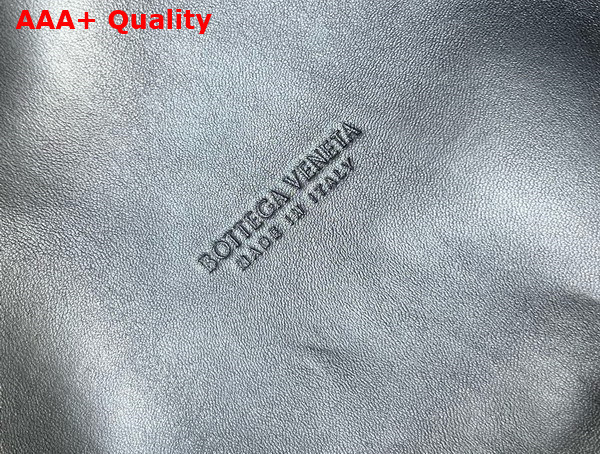 AAA+ Quality
BOTTEGA VENETA
MADE IN ITALY